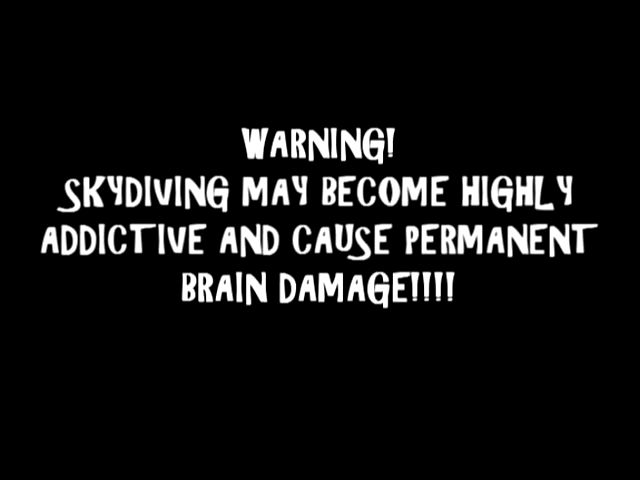 WARNING!
SKYDIVING MAY BECOME HIGHLY
ADDICTIVE AND CAUSE PERMANENT
BRAIN DAMAGE!!!!